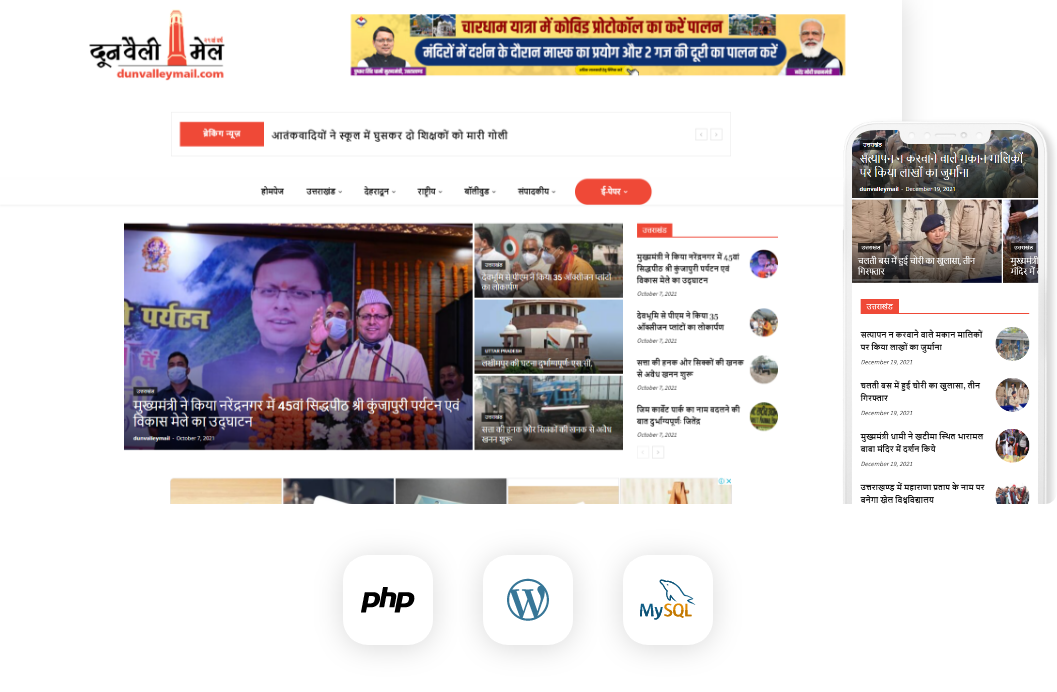 दून वैली मेल
dunvalleymail.com
चारधाम यात्रा में कोविड प्रोटोकॉल का करें पालन
मंदिरों में दर्शन के दौरान मास्क का प्रयोग और 2 गज की दूरी का पालन करें
ब्रेकिंग न्यूज़
आतंकवादियों ने स्कूल में घुसकर दो शिक्षकों को मारी गोली
होमपेज उत्तराखंड देहरादून राष्ट्रीय बॉलीवुड संपादकीय ई-पेपर
पर्यटन
उत्तराखंड
मुख्यमंत्री ने किया नरेंद्रनगर में 45वां सिद्धपीठ श्री कुंजापुरी पर्यटन एवं
विकास मेले का उद्घाटन
dunvalleymail - October 7, 2021
उत्तराखंड
देवभूमि से पीएम ने किया 35 ऑक्सीजन प्लांटों
का लोकार्पण
UTTAR PRADESH
लखीमपुर की घटना दुर्भाग्यपूर्णः एस.सी.
उत्तराखंड
सत्ता की हनक और सिक्कों की खनक से अवैध
खनन शुरू
उत्तराखंड
मुख्यमंत्री ने किया नरेंद्रनगर में 45वां
सिद्धपीठ श्री कुंजापुरी पर्यटन एवं
विकास मेले का उद्घाटन
October 7, 2021
देवभूमि से पीएम ने किया 35
ऑक्सीजन प्लांटों का लोकार्पण
October 7, 2021
सत्ता की हनक और सिक्कों की खनक
से अवैध खनन शुरू
October 7, 2021
जिम कार्बेट पार्क का नाम बदलने की
बात दुर्भाग्यपूर्णः जितेंद्र
October 7, 2021
उत्तराखंड
सत्यापन न करवाने वाले मकान मालिकों
पर किया लाखों का जुर्माना
dunvalleymail - December 19, 2021
उत्तराखंड
चलती बस में हुई चोरी का खुलासा, तीन
गिरफ्तार
उत्तराखंड
मुख्यमंत्री
मंदिर में
उत्तराखंड
सत्यापन न करवाने वाले मकान मालिकों
पर किया लाखों का जुर्माना
December 19, 2021
चलती बस में हुई चोरी का खुलासा, तीन
गिरफ्तार
December 19, 2021
मुख्यमंत्री धामी ने खटीमा स्थित भारामल
बाबा मंदिर में दर्शन किये
December 19, 2021
उत्तराखण्ड में महाराणा प्रताप के नाम पर
बनेगा खेल विश्वविद्यालय
php
W
MySQL